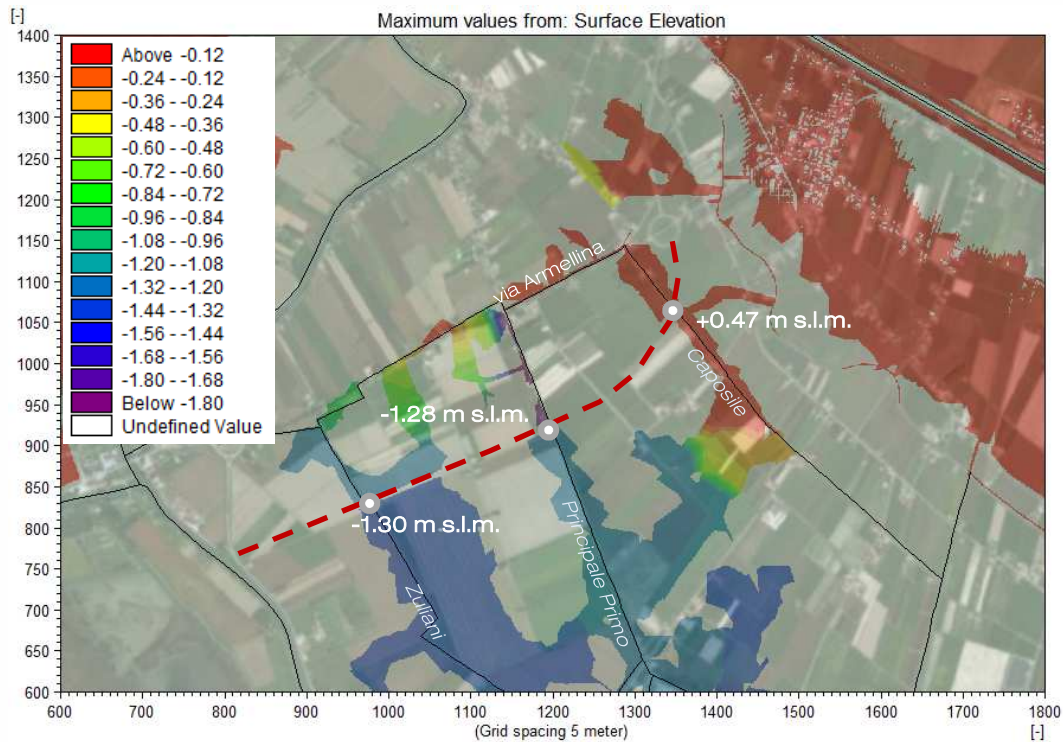 Maximum values from: Surface Elevation
[-]
1400
1350
1300
1250
1200
1150
1100
1050
1000
950
900
850
800
750
700
650
600
Above -0.12
-0.24 - -0.12
-0.36 - -0.24
-0.48 - -0.36
-0.60 - -0.48
-0.72 - -0.60
-0.84 - -0.72
-0.96 - -0.84
-1.08 - -0.96
-1.20 - -1.08
-1.32 - -1.20
-1.44 - -1.32
-1.56 - -1.44
-1.68 - -1.56
-1.80 - -1.68
Below -1.80
Undefined Value
via Armellina
+0.47 m s.l.m.
Caposile
-1.28 m s.l.m.
-1.30 m s.l.m.
Principale Primo
Zuliani
600 700 800 900 1000 1100 1200 1300 1400 1500 1600 1700 1800
(Grid spacing 5 meter)
[-]